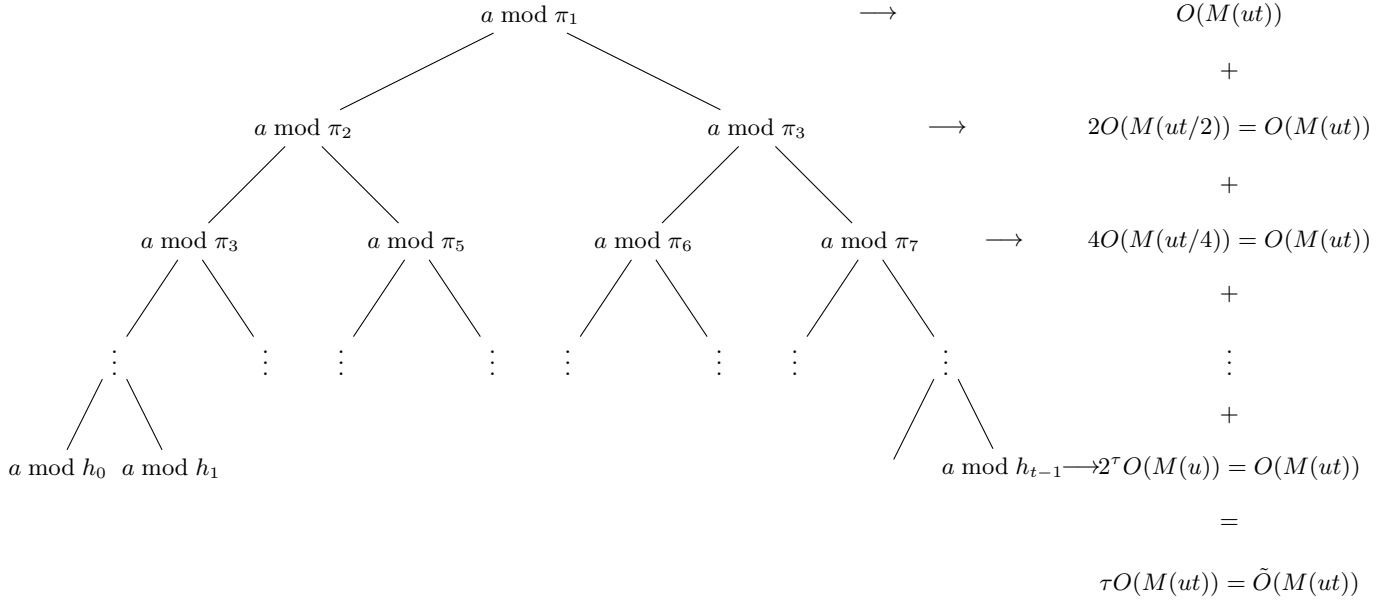 a mod π₁ ⟶ O(M(ut))
+
a mod π₂ a mod π₃ ⟶ 2O(M(ut/2)) = O(M(ut))
+
a mod π₃ a mod π₅ a mod π₆ a mod π₇ ⟶ 4O(M(ut/4)) = O(M(ut))
+
⋮ ⋮ ⋮ ⋮ ⋮ ⋮ ⋮ ⋮ ⋮
+
a mod h₀ a mod h₁ a mod hₜ₋₁ ⟶ 2^τ O(M(u)) = O(M(ut))
=
τO(M(ut)) = Õ(M(ut))